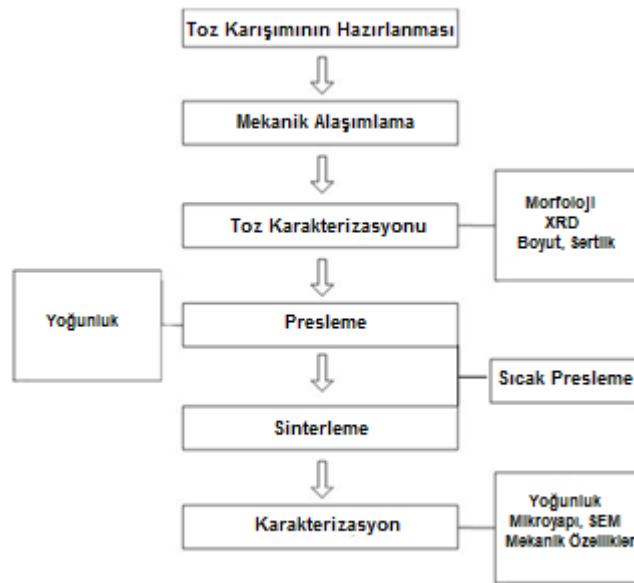 Toz Karışımının Hazırlanması
Mekanik Alaşımlama
Toz Karakterizasyonu
Morfoloji
XRD
Boyut, Sertlik
Yoğunluk
Presleme
Sıcak Presleme
Sinterleme
Karakterizasyon
Yoğunluk
Mikroyapı, SEM
Mekanik Özellikler